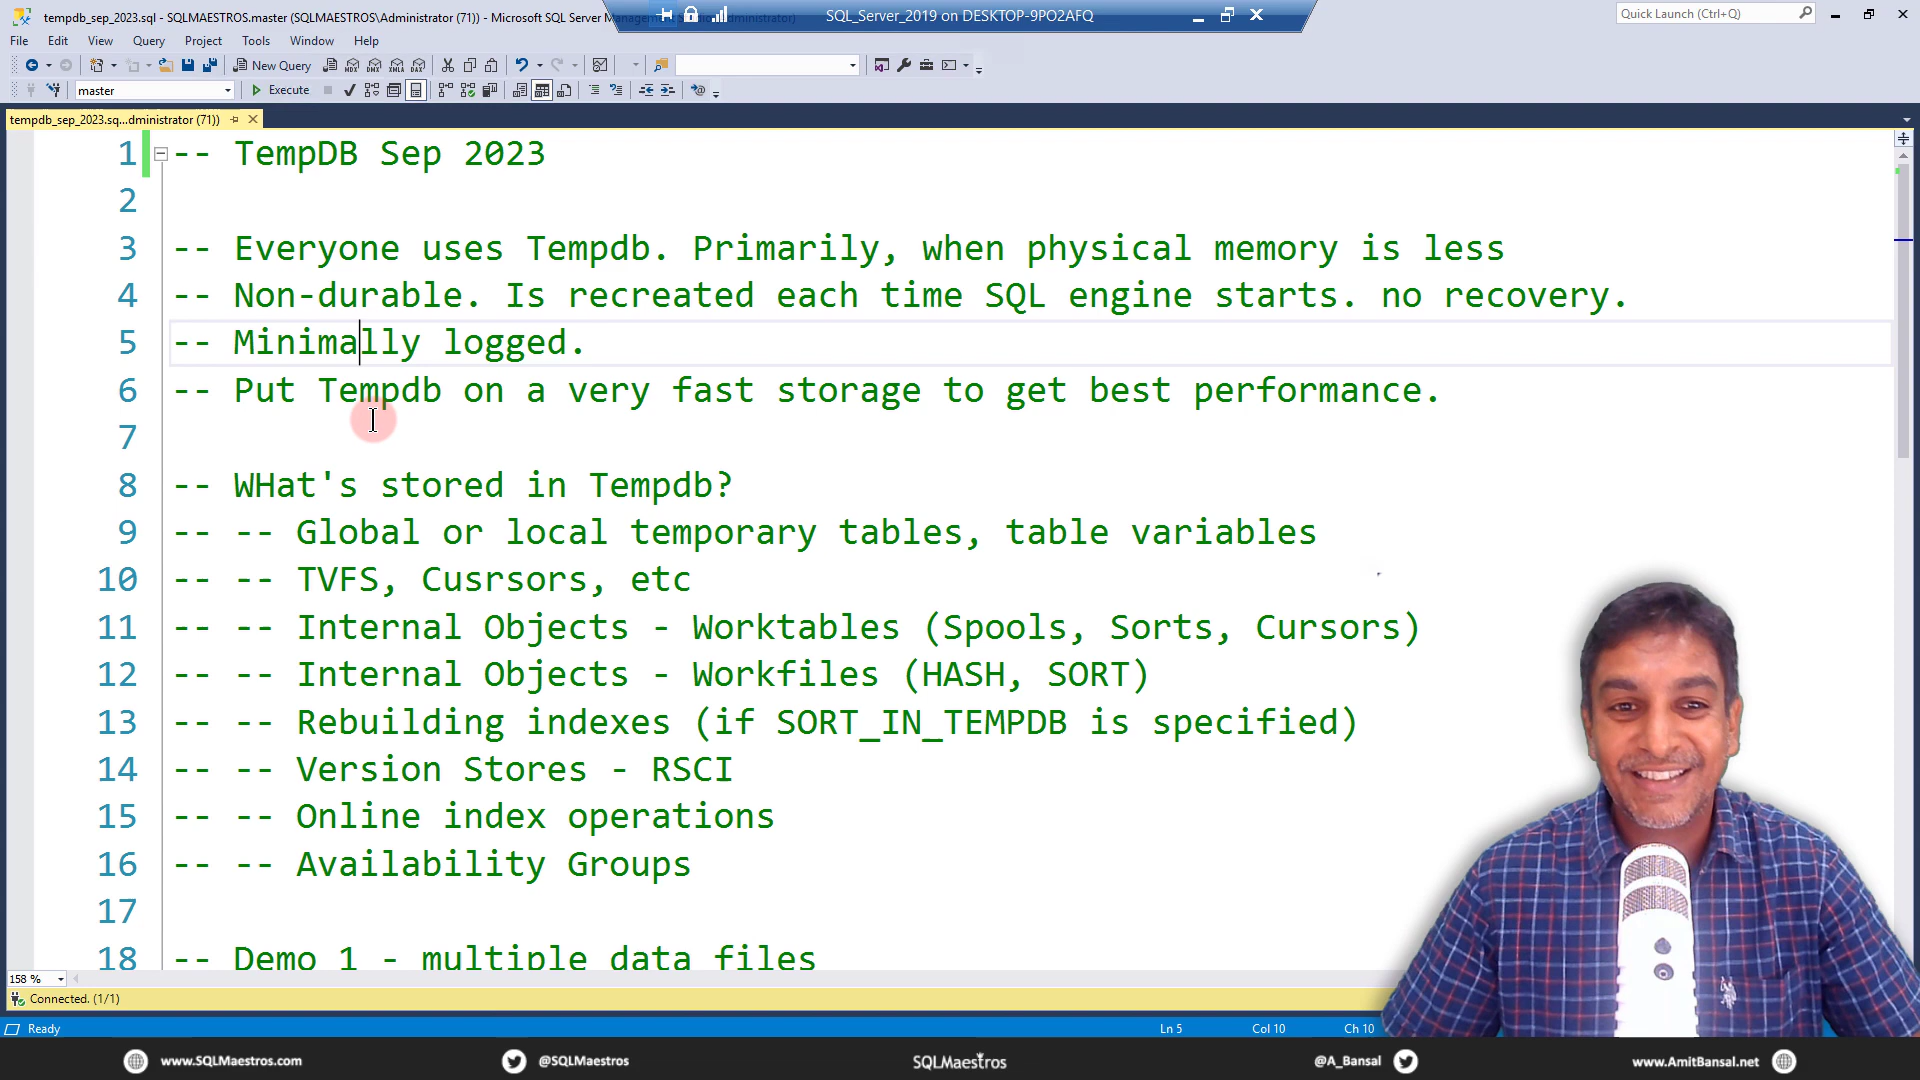 tempdb_sep_2023.sql - SQLMAESTROS.master (SQLMAESTROS\Administrator (71)) - Microsoft SQL Server
SQL_Server_2019 on DESKTOP-9PO2AFQ
Quick Launch (Ctrl+Q)
File Edit View Query Project Tools Window Help
New Query MDX DMX XMLA DAX
master Execute
tempdb_sep_2023.sq...dministrator (71))
1 -- TempDB Sep 2023
2
3 -- Everyone uses Tempdb. Primarily, when physical memory is less
4 -- Non-durable. Is recreated each time SQL engine starts. no recovery.
5 -- Minimally logged.
6 -- Put Tempdb on a very fast storage to get best performance.
7
8 -- WHat's stored in Tempdb?
9 -- -- Global or local temporary tables, table variables
10 -- -- TVFS, Cusrsors, etc
11 -- -- Internal Objects - Worktables (Spools, Sorts, Cursors)
12 -- -- Internal Objects - Workfiles (HASH, SORT)
13 -- -- Rebuilding indexes (if SORT_IN_TEMPDB is specified)
14 -- -- Version Stores - RSCI
15 -- -- Online index operations
16 -- -- Availability Groups
17
18 -- Demo 1 - multiple data files
158 %
Connected. (1/1)
Ready Ln 5 Col 10 Ch 10
www.SQLMaestros.com @SQLMaestros SQLMaestros @A_Bansal www.AmitBansal.net